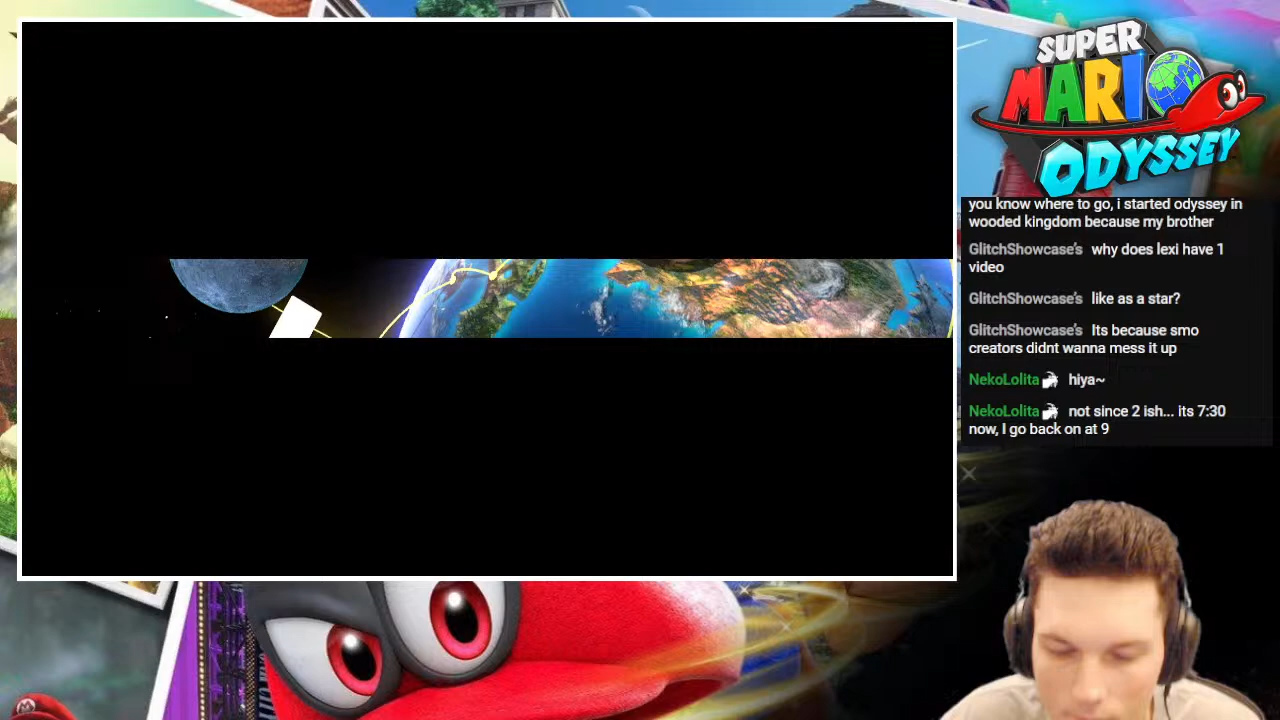 SUPER
MARIO
ODYSSEY
you know where to go, i started odyssey in
wooded kingdom because my brother
GlitchShowcase's why does lexi have 1
video
GlitchShowcase's like as a star?
GlitchShowcase's Its because smo
creators didnt wanna mess it up
NekoLolita hiya~
NekoLolita not since 2 ish... its 7:30
now, I go back on at 9
M